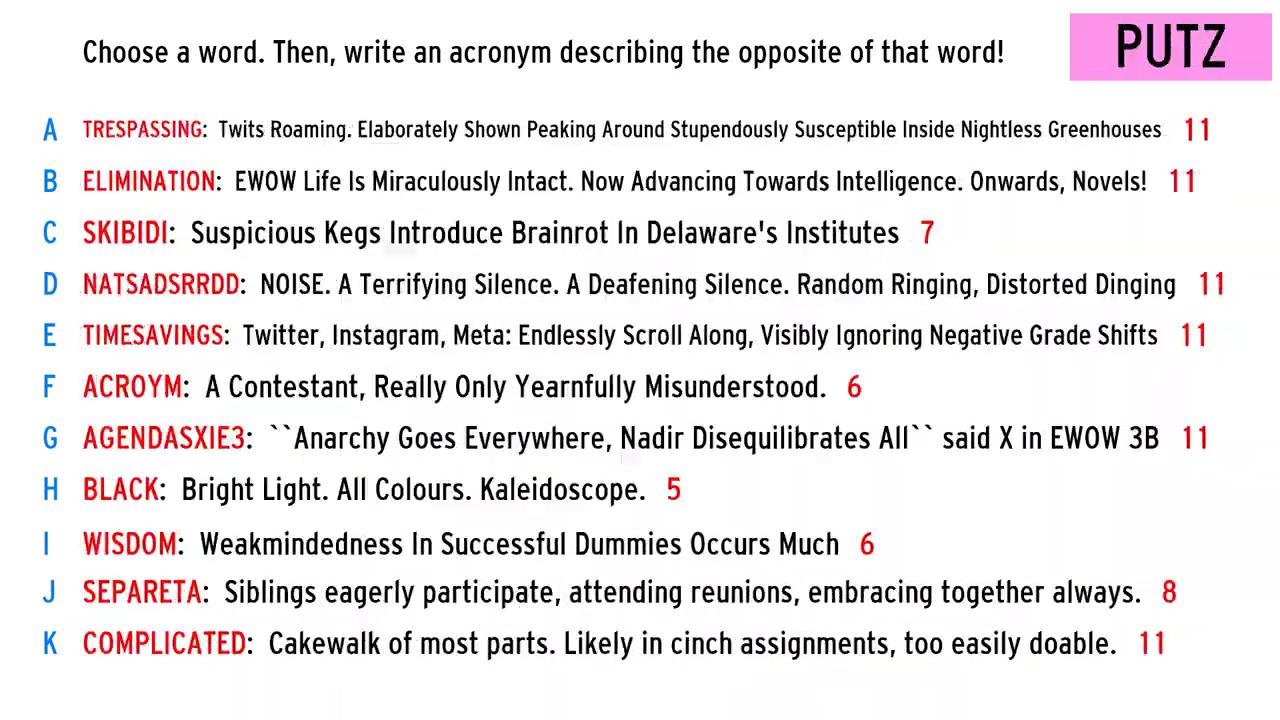 Choose a word. Then, write an acronym describing the opposite of that word! PUTZ
A TRESPASSING: Twits Roaming. Elaborately Shown Peaking Around Stupendously Susceptible Inside Nightless Greenhouses 11
B ELIMINATION: EWOW Life Is Miraculously Intact. Now Advancing Towards Intelligence. Onwards, Novels! 11
C SKIBIDI: Suspicious Kegs Introduce Brainrot In Delaware's Institutes 7
D NATSADSRRDD: NOISE. A Terrifying Silence. A Deafening Silence. Random Ringing, Distorted Dinging 11
E TIMESAVINGS: Twitter, Instagram, Meta: Endlessly Scroll Along, Visibly Ignoring Negative Grade Shifts 11
F ACROYM: A Contestant, Really Only Yearnfully Misunderstood. 6
G AGENDASXIE3: ``Anarchy Goes Everywhere, Nadir Disequilibrates All`` said X in EWOW 3B 11
H BLACK: Bright Light. All Colours. Kaleidoscope. 5
I WISDOM: Weakmindedness In Successful Dummies Occurs Much 6
J SEPARETA: Siblings eagerly participate, attending reunions, embracing together always. 8
K COMPLICATED: Cakewalk of most parts. Likely in cinch assignments, too easily doable. 11